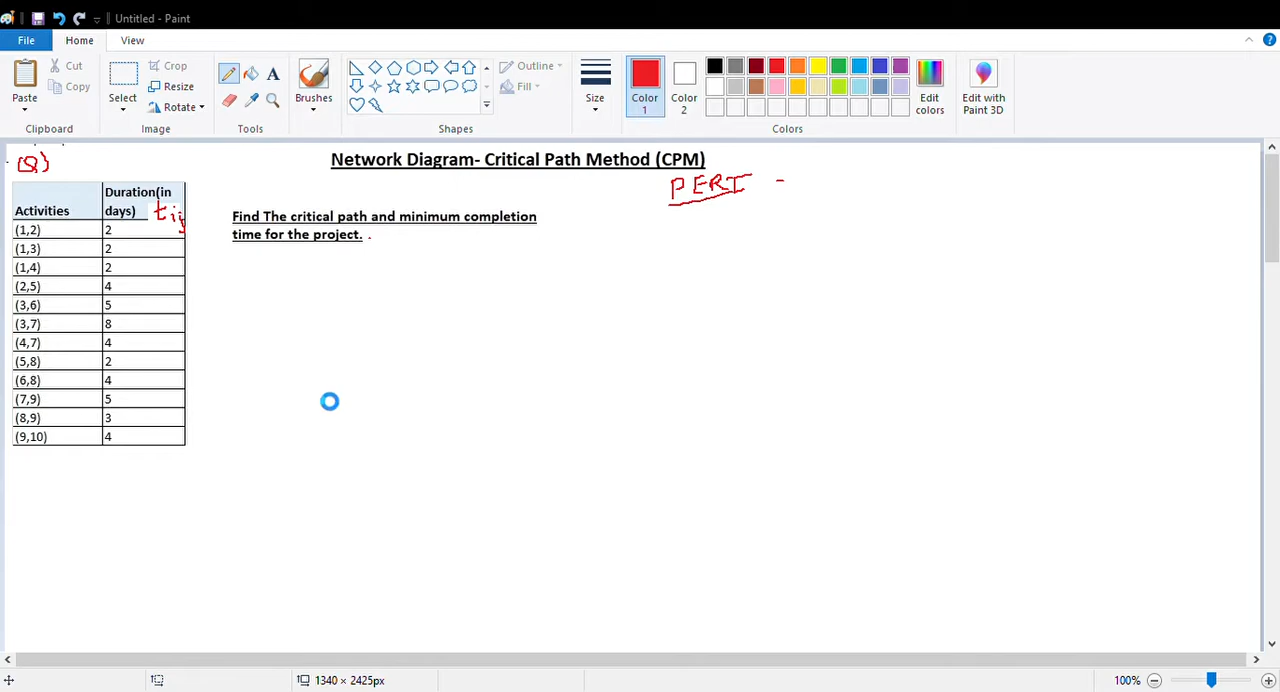 Untitled - Paint
File Home View
Paste
Cut
Copy
Clipboard
Select
Crop
Resize
Rotate
Image
Tools
Brushes
Shapes
Outline
Fill
Size
Color 1
Color 2
Colors
Edit colors
Edit with Paint 3D
(Q)
Network Diagram- Critical Path Method (CPM)
PERT -
Activities Duration(in days) tij
Find The critical path and minimum completion
time for the project.
(1,2) 2
(1,3) 2
(1,4) 2
(2,5) 4
(3,6) 5
(3,7) 8
(4,7) 4
(5,8) 2
(6,8) 4
(7,9) 5
(8,9) 3
(9,10) 4
1340 × 2425px
100%